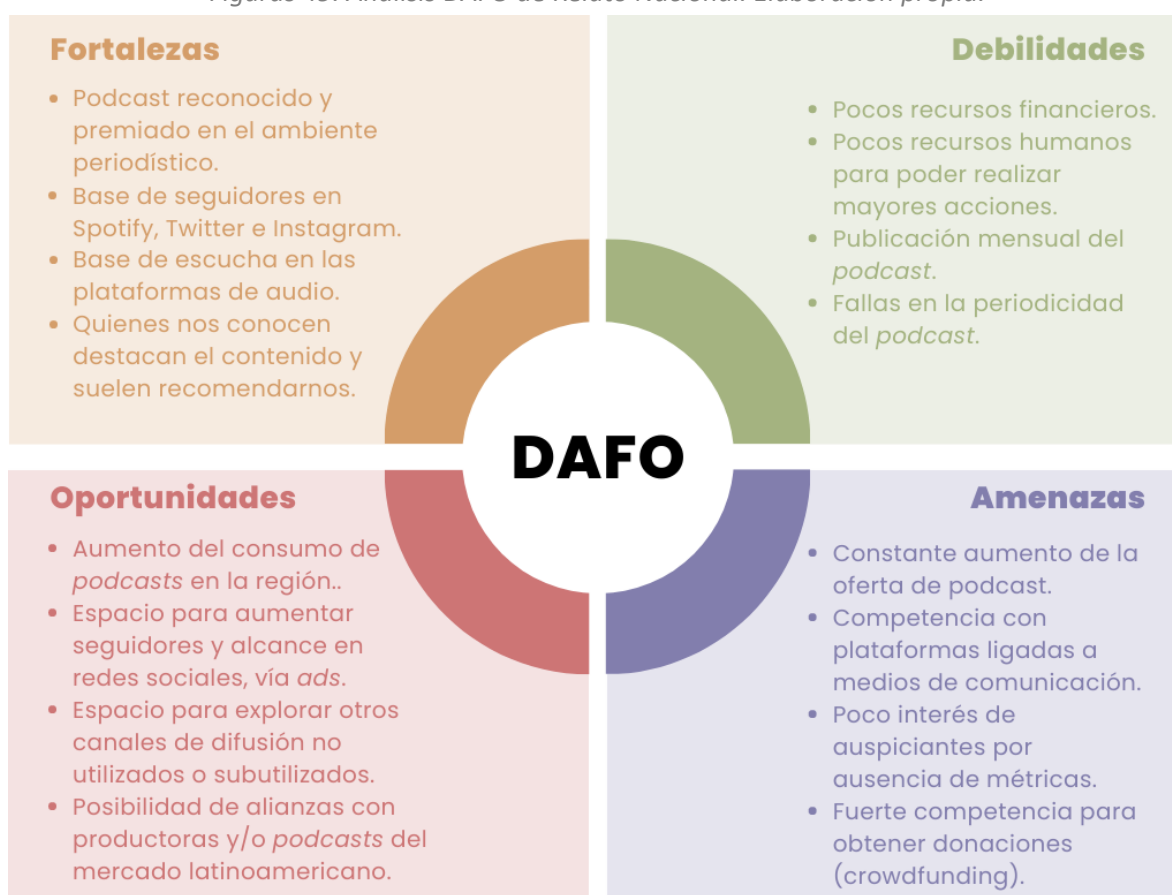 Fortalezas
• Podcast reconocido y
premiado en el ambiente
periodístico.
• Base de seguidores en
Spotify, Twitter e Instagram.
• Base de escucha en las
plataformas de audio.
• Quienes nos conocen
destacan el contenido y
suelen recomendarnos.
Debilidades
• Pocos recursos financieros.
• Pocos recursos humanos
para poder realizar
mayores acciones.
• Publicación mensual del
podcast.
• Fallas en la periodicidad
del podcast.
DAFO
Oportunidades
• Aumento del consumo de
podcasts en la región..
• Espacio para aumentar
seguidores y alcance en
redes sociales, vía ads.
• Espacio para explorar otros
canales de difusión no
utilizados o subutilizados.
• Posibilidad de alianzas con
productoras y/o podcasts del
mercado latinoamericano.
Amenazas
• Constante aumento de la
oferta de podcast.
• Competencia con
plataformas ligadas a
medios de comunicación.
• Poco interés de
auspiciantes por
ausencia de métricas.
• Fuerte competencia para
obtener donaciones
(crowdfunding).